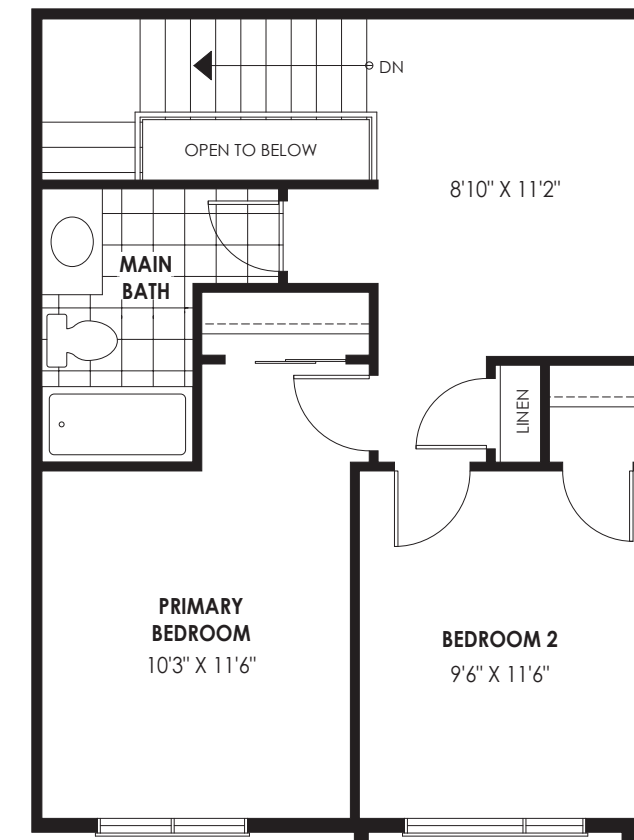 DN
OPEN TO BELOW
8'10" X 11'2"
MAIN
BATH
LINEN
PRIMARY
BEDROOM
10'3" X 11'6"
BEDROOM 2
9'6" X 11'6"